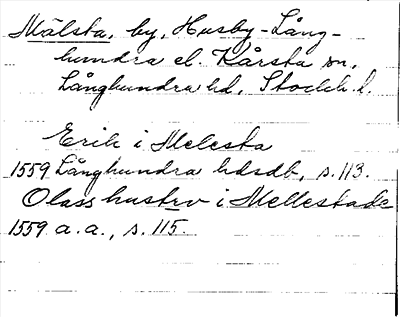 Mälsta, by, Husby-Lång-
hundra el. Kårsta sn,
Långhundra hd, Stockh. l.
Erik i Melesta
1559 Långhundra hdsdb, s. 113.
Olass hustrv i Mellestade
1559 a. a., s. 115.